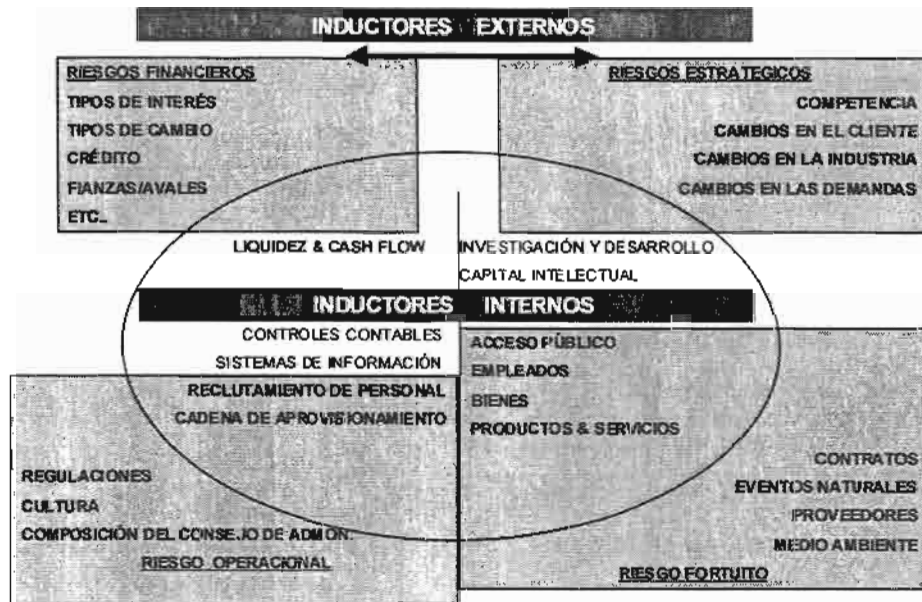 INDUCTORES EXTERNOS
RIESGOS FINANCIEROS
TIPOS DE INTERÉS
TIPOS DE CAMBIO
CRÉDITO
FIANZAS/AVALES
ETC..
RIESGOS ESTRATEGICOS
COMPETENCIA
CAMBIOS EN EL CLIENTE
CAMBIOS EN LA INDUSTRIA
CAMBIOS EN LAS DEMANDAS
LIQUIDEZ & CASH FLOW
INVESTIGACIÓN Y DESARROLLO
CAPITAL INTELECTUAL
INDUCTORES INTERNOS
CONTROLES CONTABLES
SISTEMAS DE INFORMACIÓN
RECLUTAMIENTO DE PERSONAL
CADENA DE APROVISIONAMIENTO
REGULACIONES
CULTURA
COMPOSICIÓN DEL CONSEJO DE ADMON.
RIESGO OPERACIONAL
ACCESO PÚBLICO
EMPLEADOS
BIENES
PRODUCTOS & SERVICIOS
CONTRATOS
EVENTOS NATURALES
PROVEEDORES
MEDIO AMBIENTE
RIESGO FORTUITO